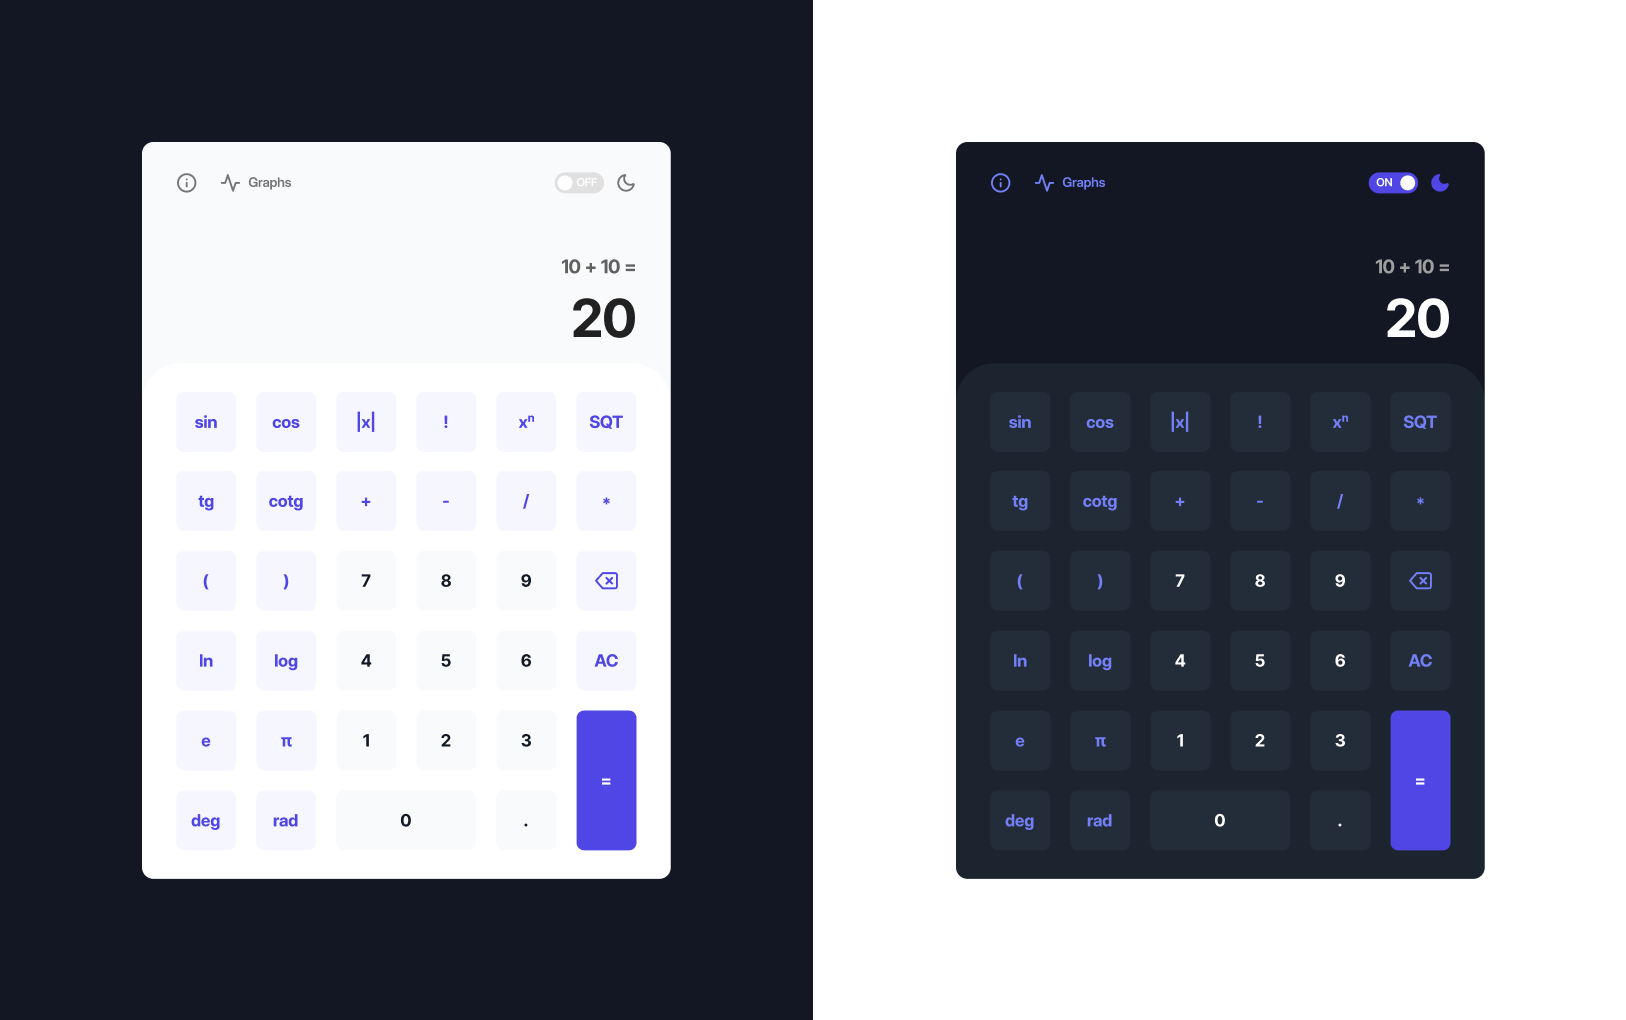 Graphs OFF
10 + 10 =
20
sin cos |x| ! xⁿ SQT
tg cotg + - / *
( ) 7 8 9
ln log 4 5 6 AC
e π 1 2 3
=
deg rad 0 .
Graphs ON
10 + 10 =
20
sin cos |x| ! xⁿ SQT
tg cotg + - / *
( ) 7 8 9
ln log 4 5 6 AC
e π 1 2 3
=
deg rad 0 .